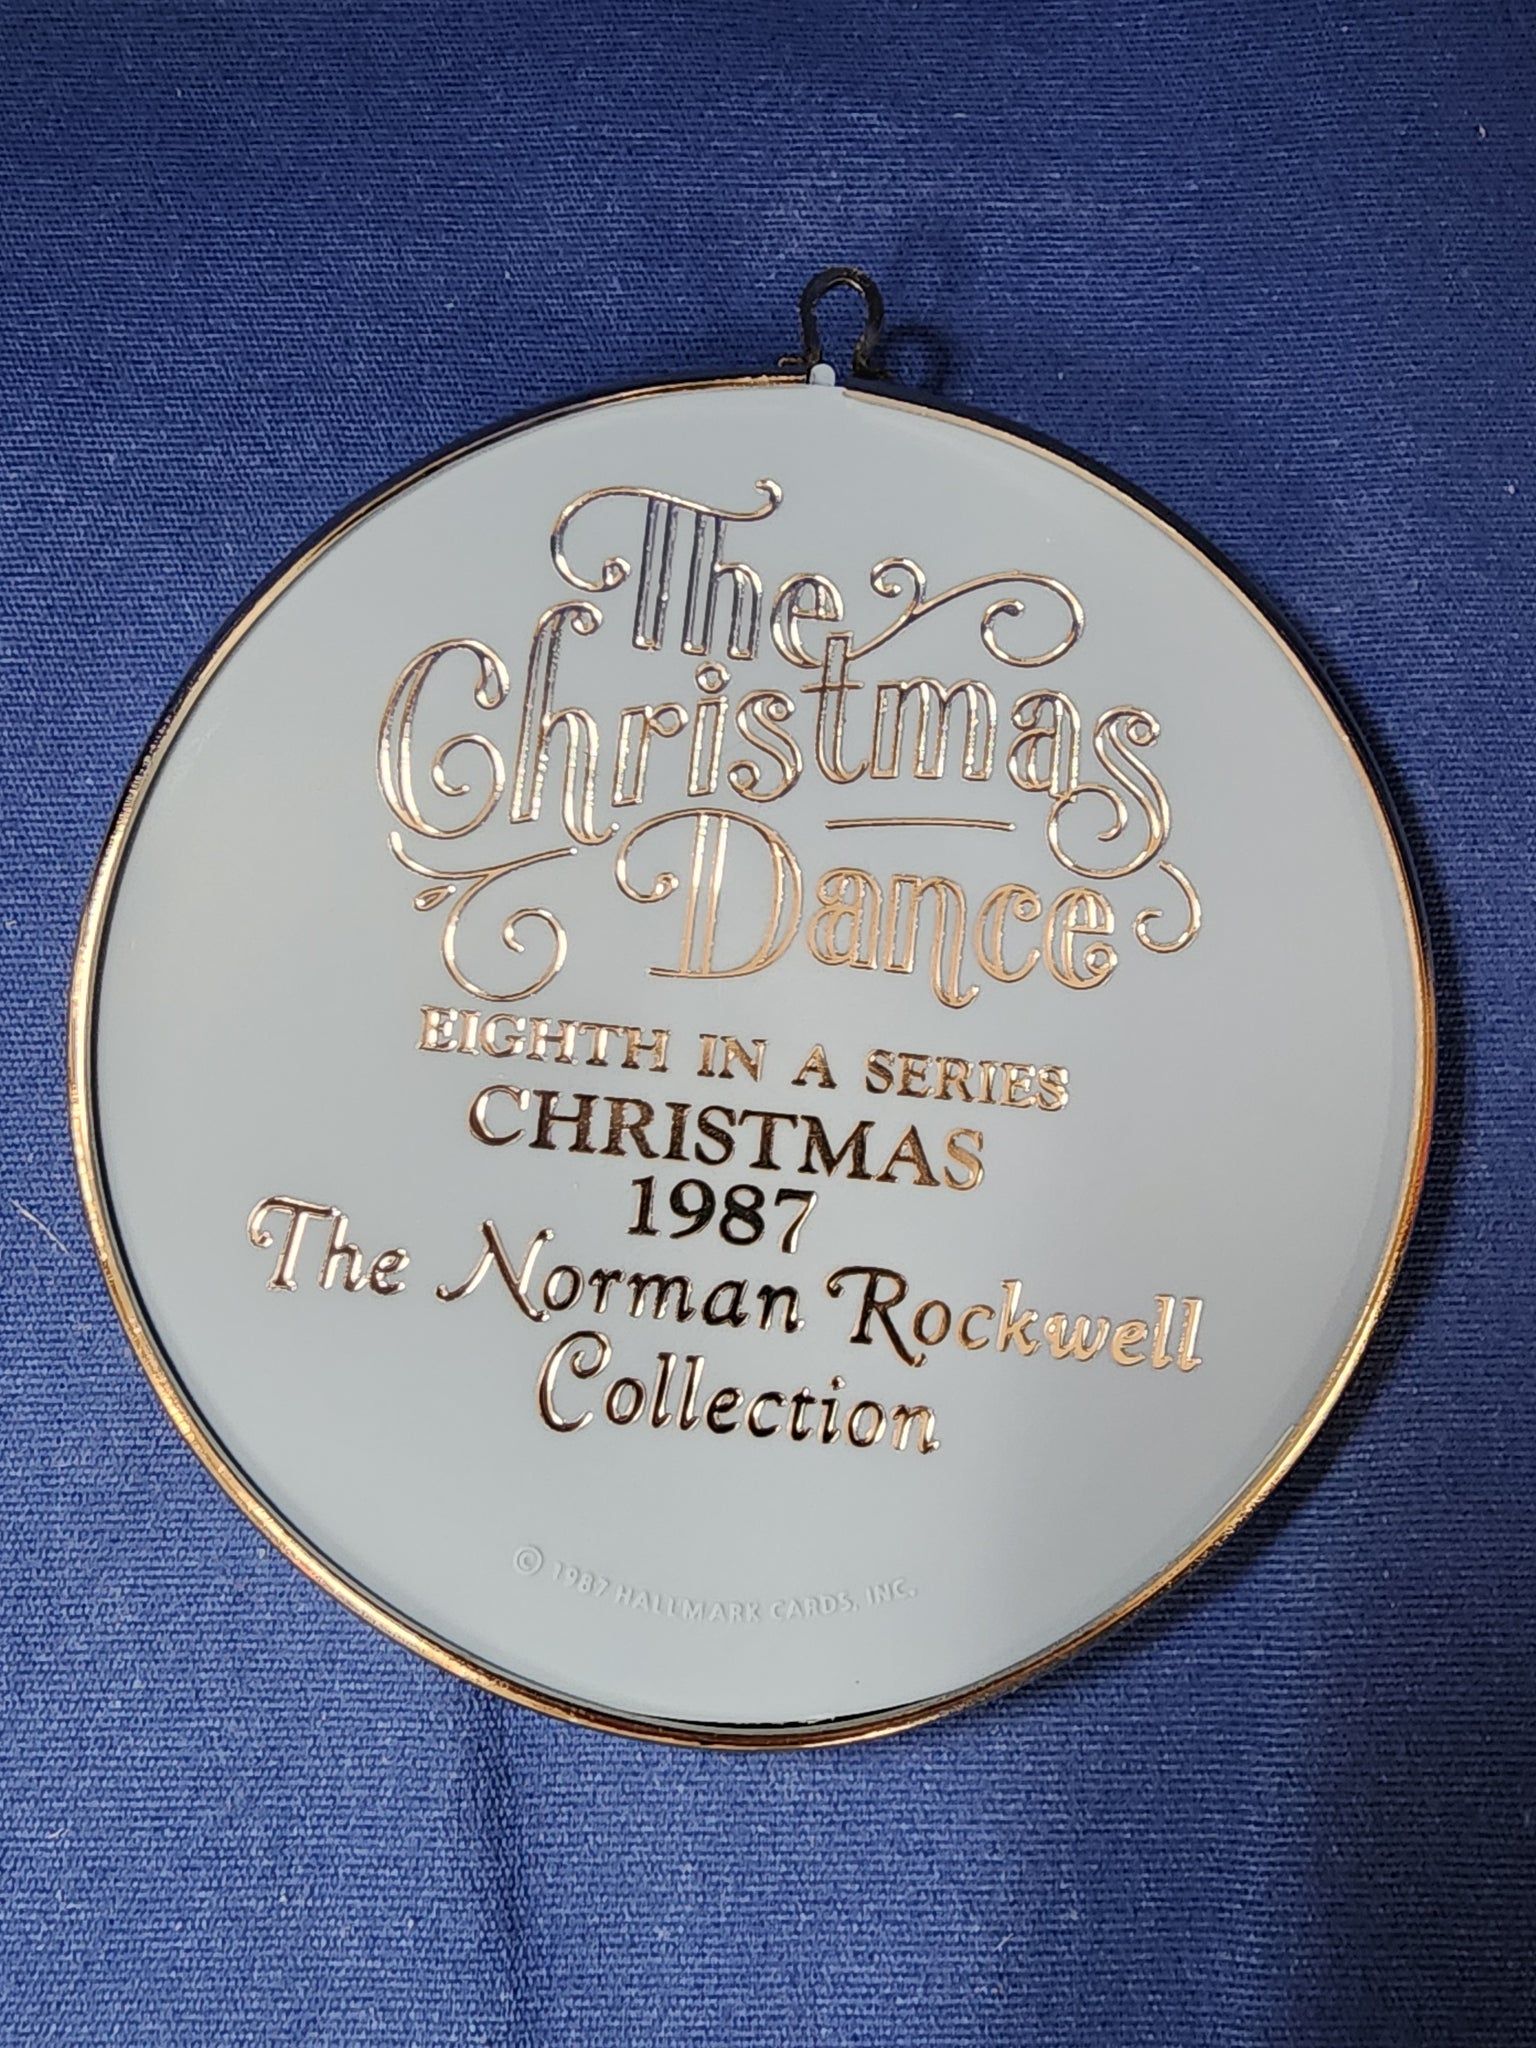 The
Christmas
Dance
EIGHTH IN A SERIES
CHRISTMAS
1987
The Norman Rockwell
Collection
© 1987 HALLMARK CARDS, INC.